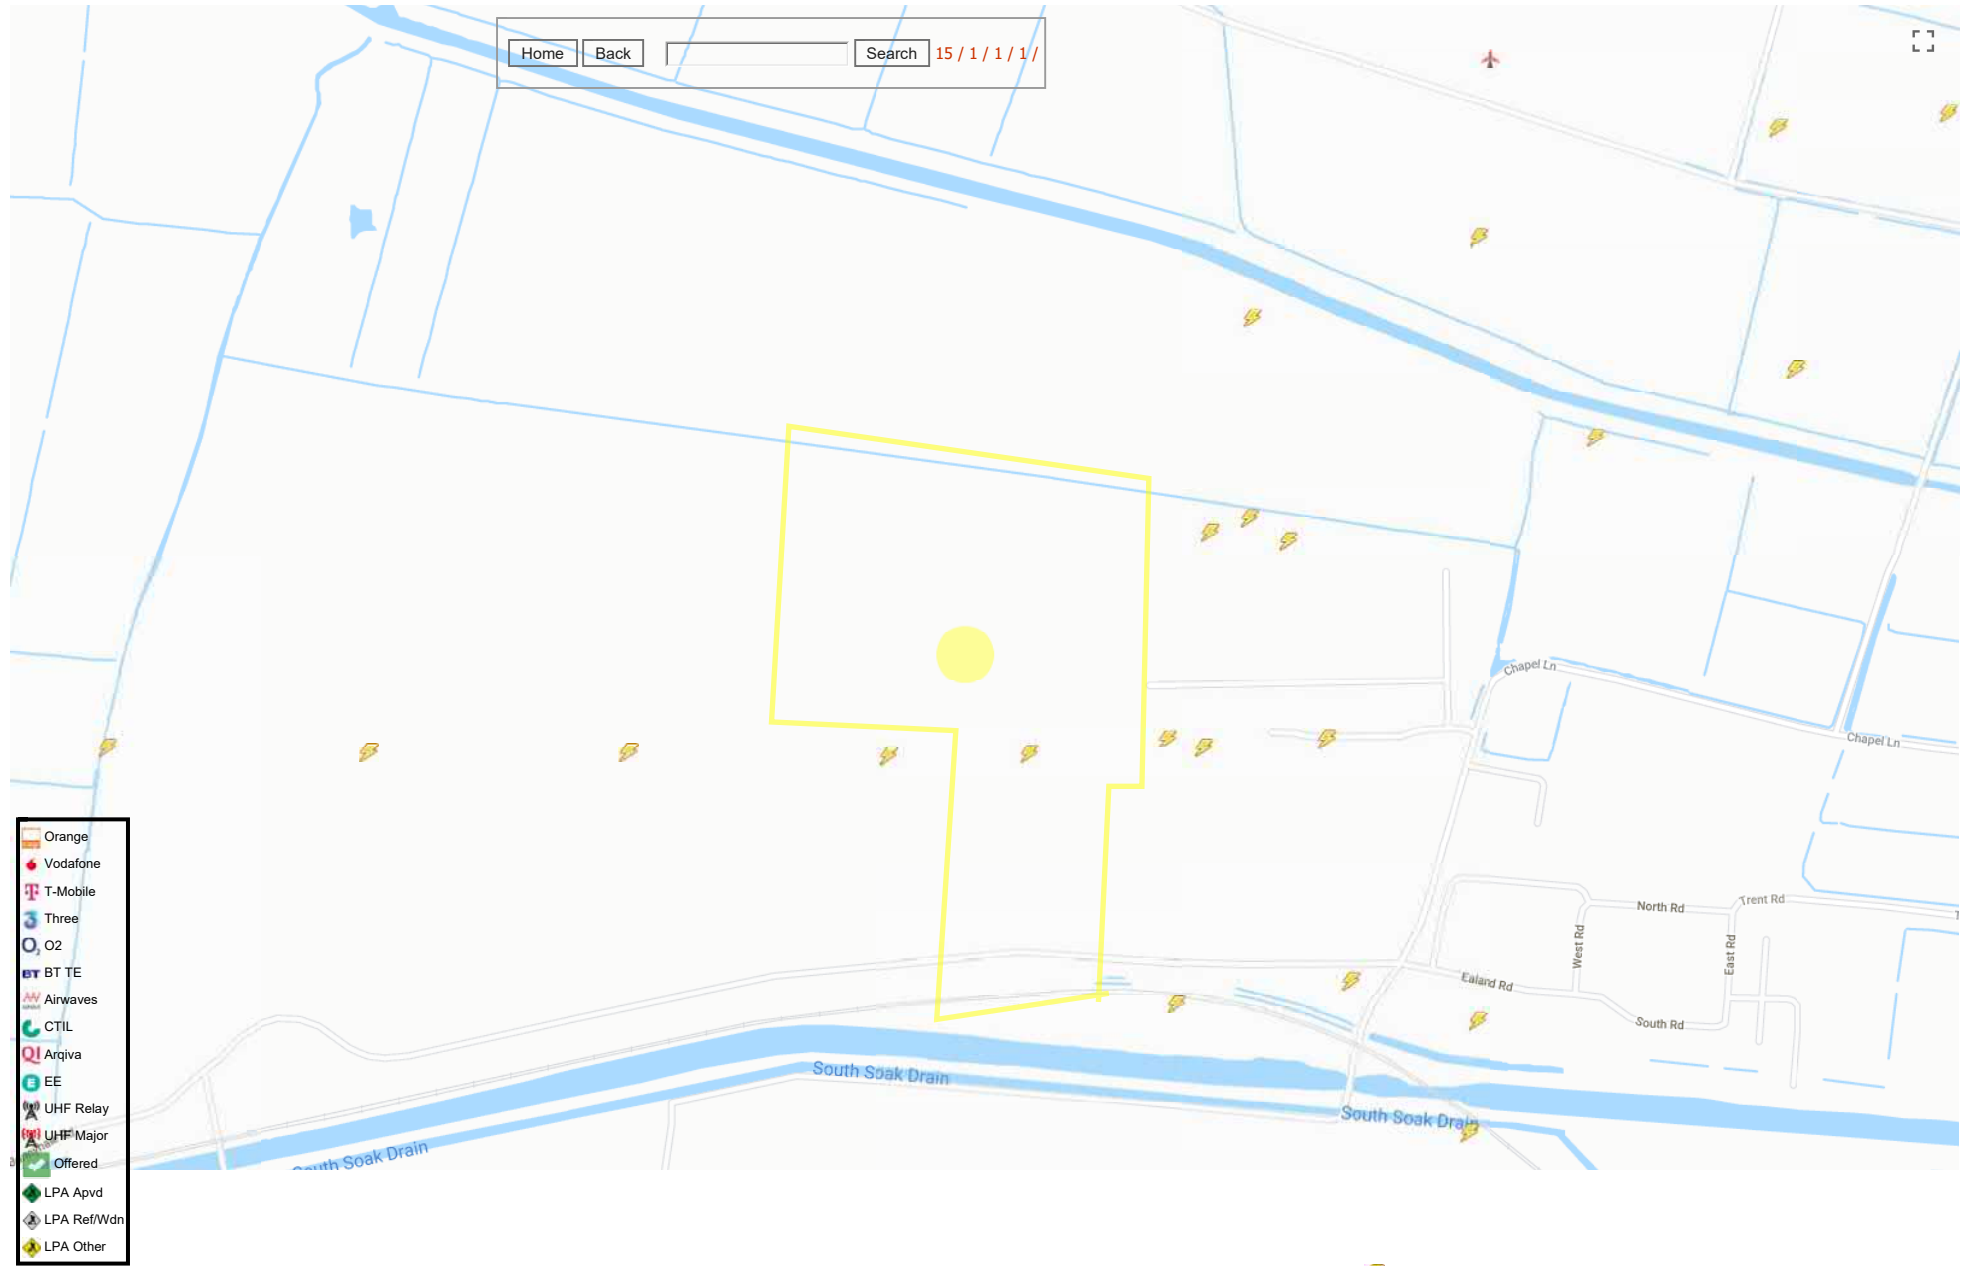 Home Back Search 15 / 1 / 1 / 1 /
Chapel Ln
Chapel Ln
North Rd
Trent Rd
West Rd
East Rd
Ealand Rd
South Rd
South Soak Drain
South Soak Drain
South Soak Drain
Orange
Vodafone
T-Mobile
Three
O2
BT TE
Airwaves
CTIL
Arqiva
EE
UHF Relay
UHF Major
Offered
LPA Apvd
LPA Ref/Wdn
LPA Other